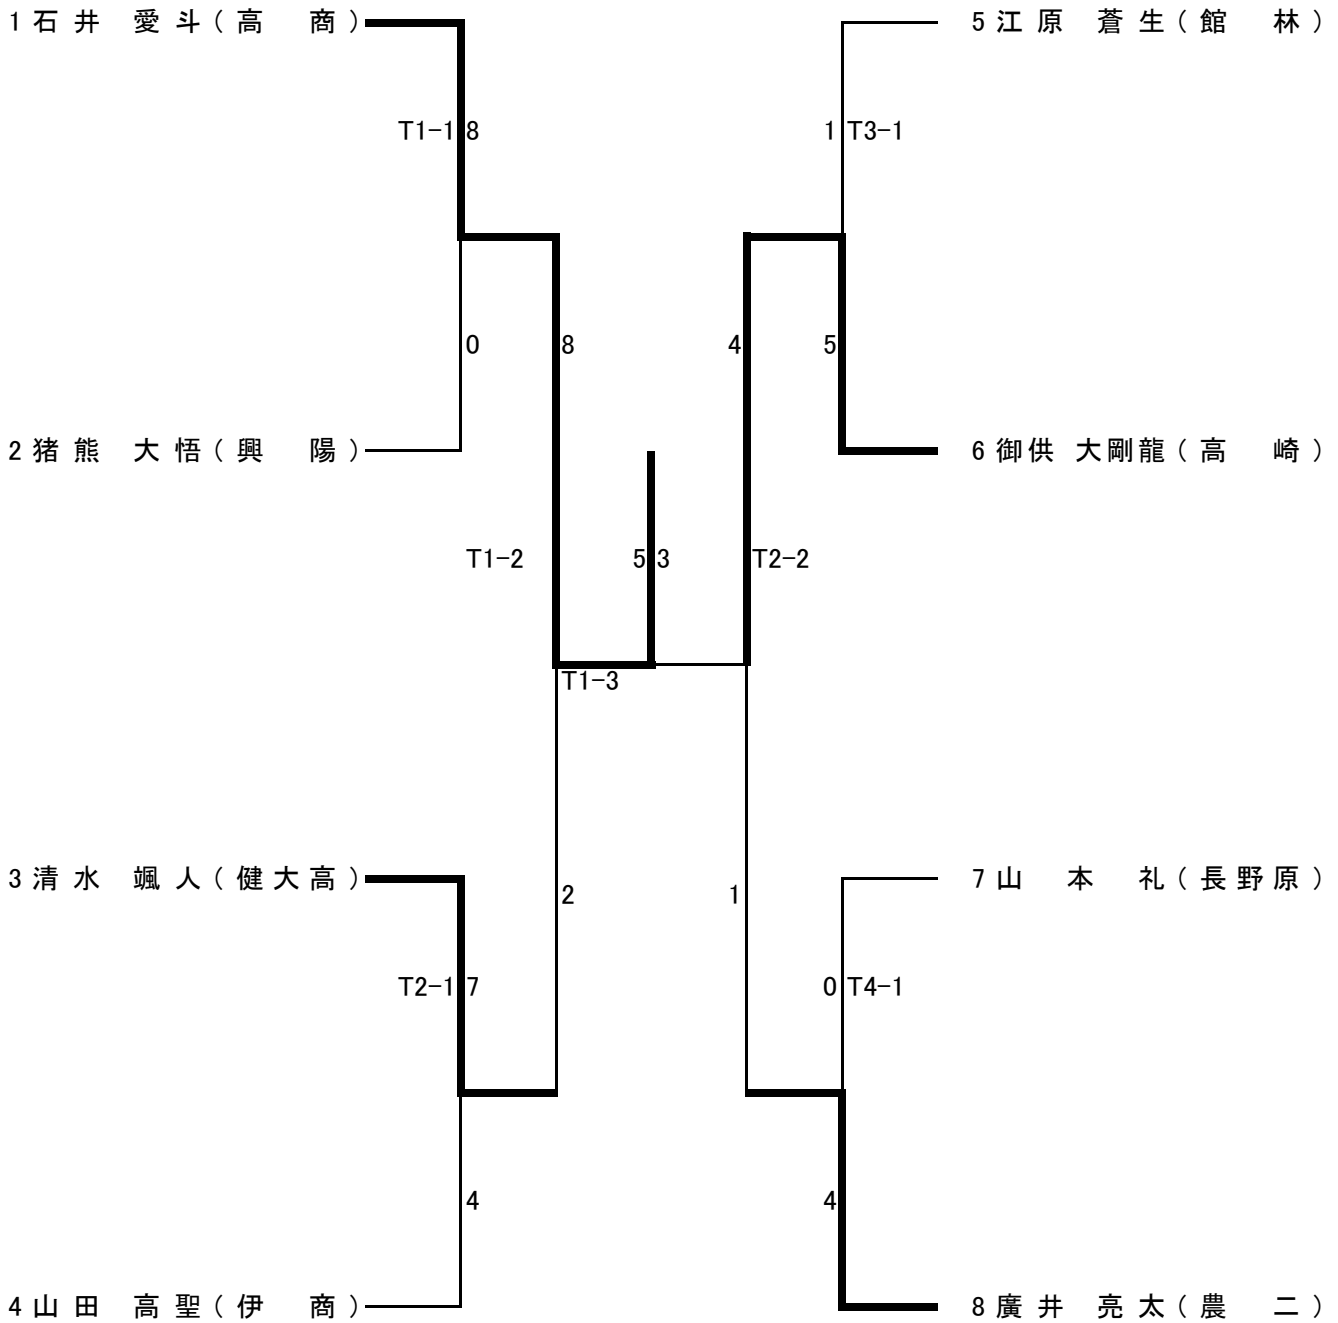 1 石井 愛斗(高 商)
5 江原 蒼生(館 林)
T1-1 8
1 T3-1
0
8
4
5
2 猪熊 大悟(興 陽)
6 御供 大剛龍(高 崎)
T1-2
5 3
T2-2
T1-3
3 清水 颯人(健大高)
7 山 本 礼(長野原)
2
1
T2-1 7
0 T4-1
4
4
4 山田 高聖(伊 商)
8 廣井 亮太(農 二)